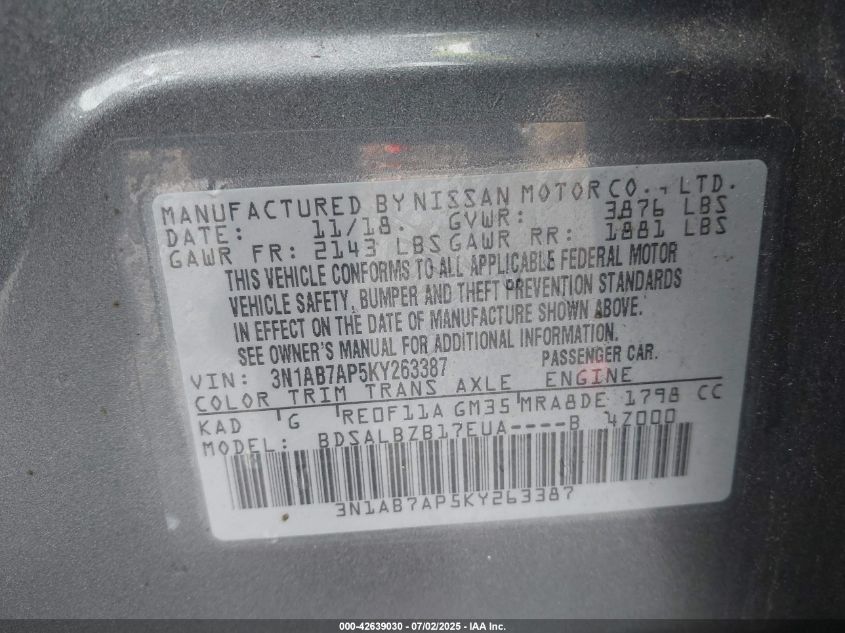 MANUFACTURED BY NISSAN MOTOR CO., LTD.
DATE: 11/18 GVWR: 3876 LBS
GAWR FR: 2143 LBS GAWR RR: 1881 LBS
THIS VEHICLE CONFORMS TO ALL APPLICABLE FEDERAL MOTOR
VEHICLE SAFETY, BUMPER AND THEFT PREVENTION STANDARDS
IN EFFECT ON THE DATE OF MANUFACTURE SHOWN ABOVE.
SEE OWNER'S MANUAL FOR ADDITIONAL INFORMATION.
VIN: 3N1AB7AP5KY263387 PASSENGER CAR.
COLOR TRIM TRANS AXLE ENGINE
KAD G RE0F11A GM35 MRA8DE 1798 CC
MODEL: BDSALBZB17EUA----B 4Z000
3N1AB7AP5KY263387
000-42639030 - 07/02/2025 - IAA Inc.